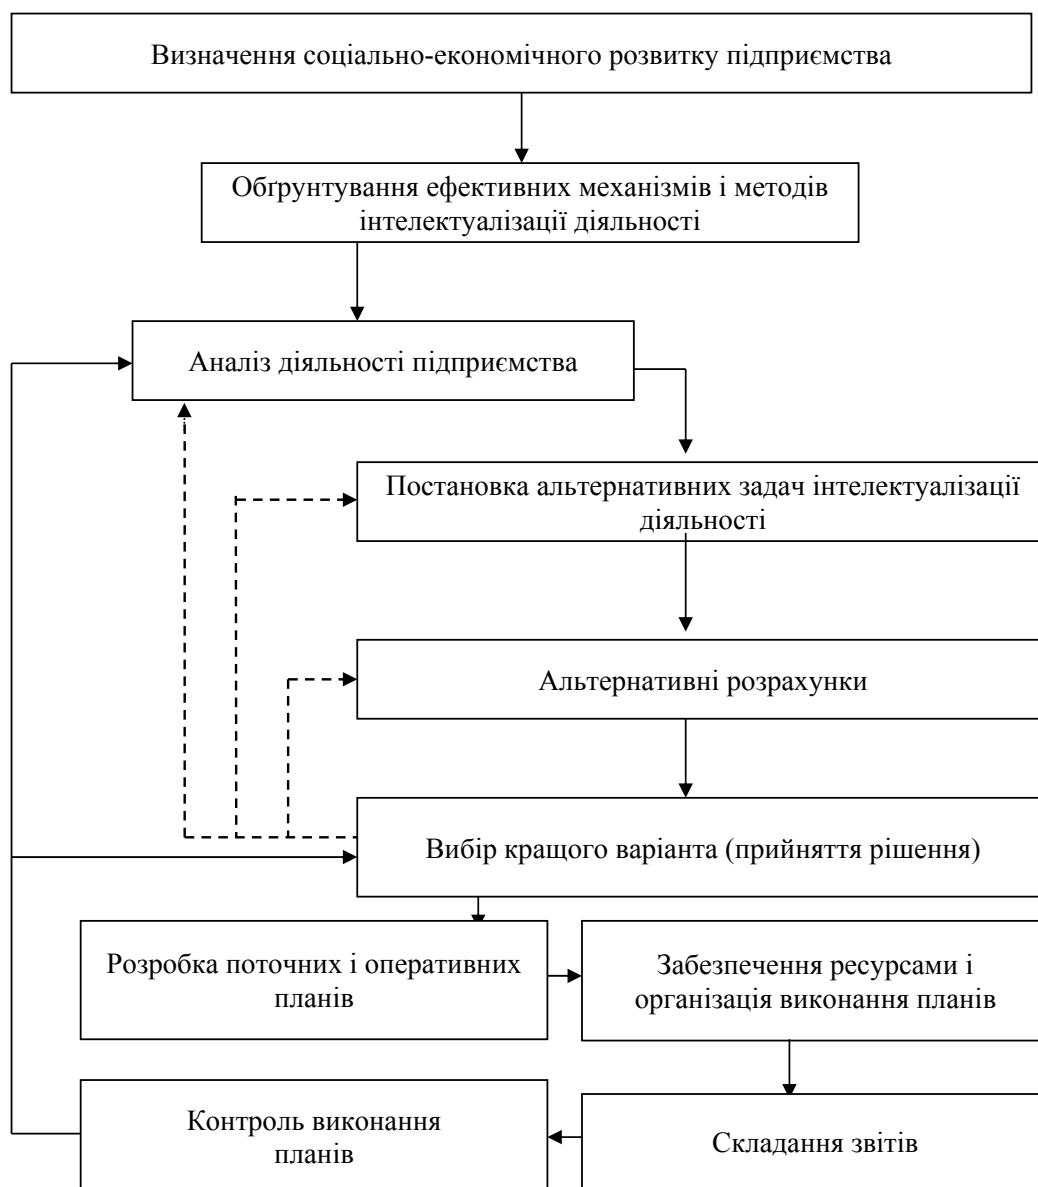 Визначення соціально-економічного розвитку підприємства
Обґрунтування ефективних механізмів і методів
інтелектуалізації діяльності
Аналіз діяльності підприємства
Постановка альтернативних задач інтелектуалізації
діяльності
Альтернативні розрахунки
Вибір кращого варіанта (прийняття рішення)
Розробка поточних і оперативних
планів
Забезпечення ресурсами і
організація виконання планів
Контроль виконання
планів
Складання звітів